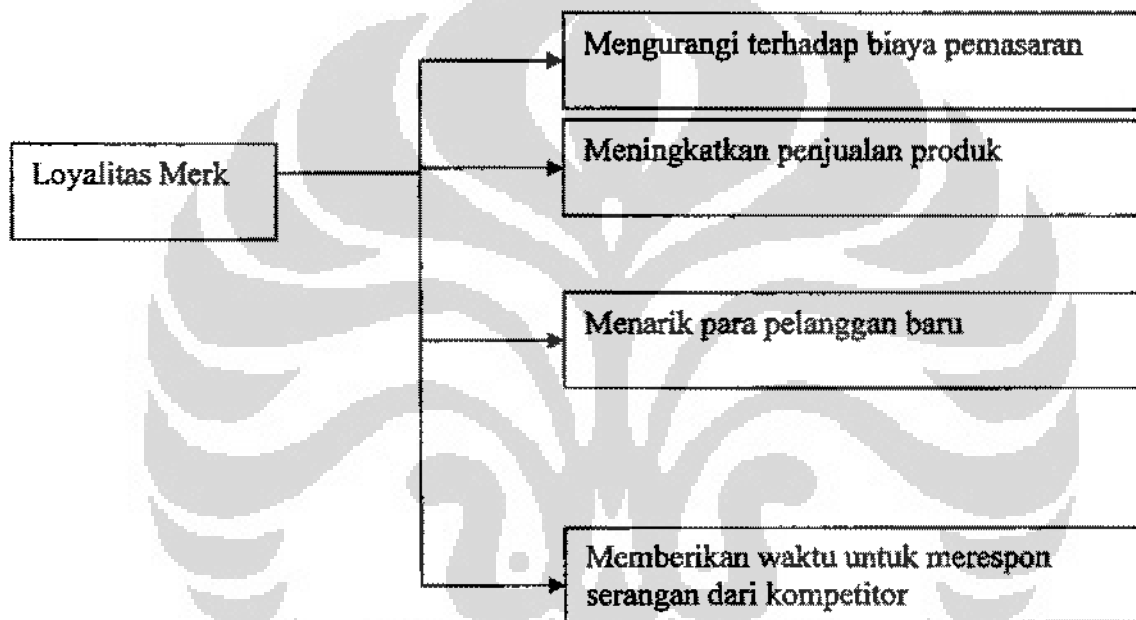 Mengurangi terhadap biaya pemasaran
Loyalitas Merk
Meningkatkan penjualan produk
Menarik para pelanggan baru
Memberikan waktu untuk merespon
serangan dari kompetitor